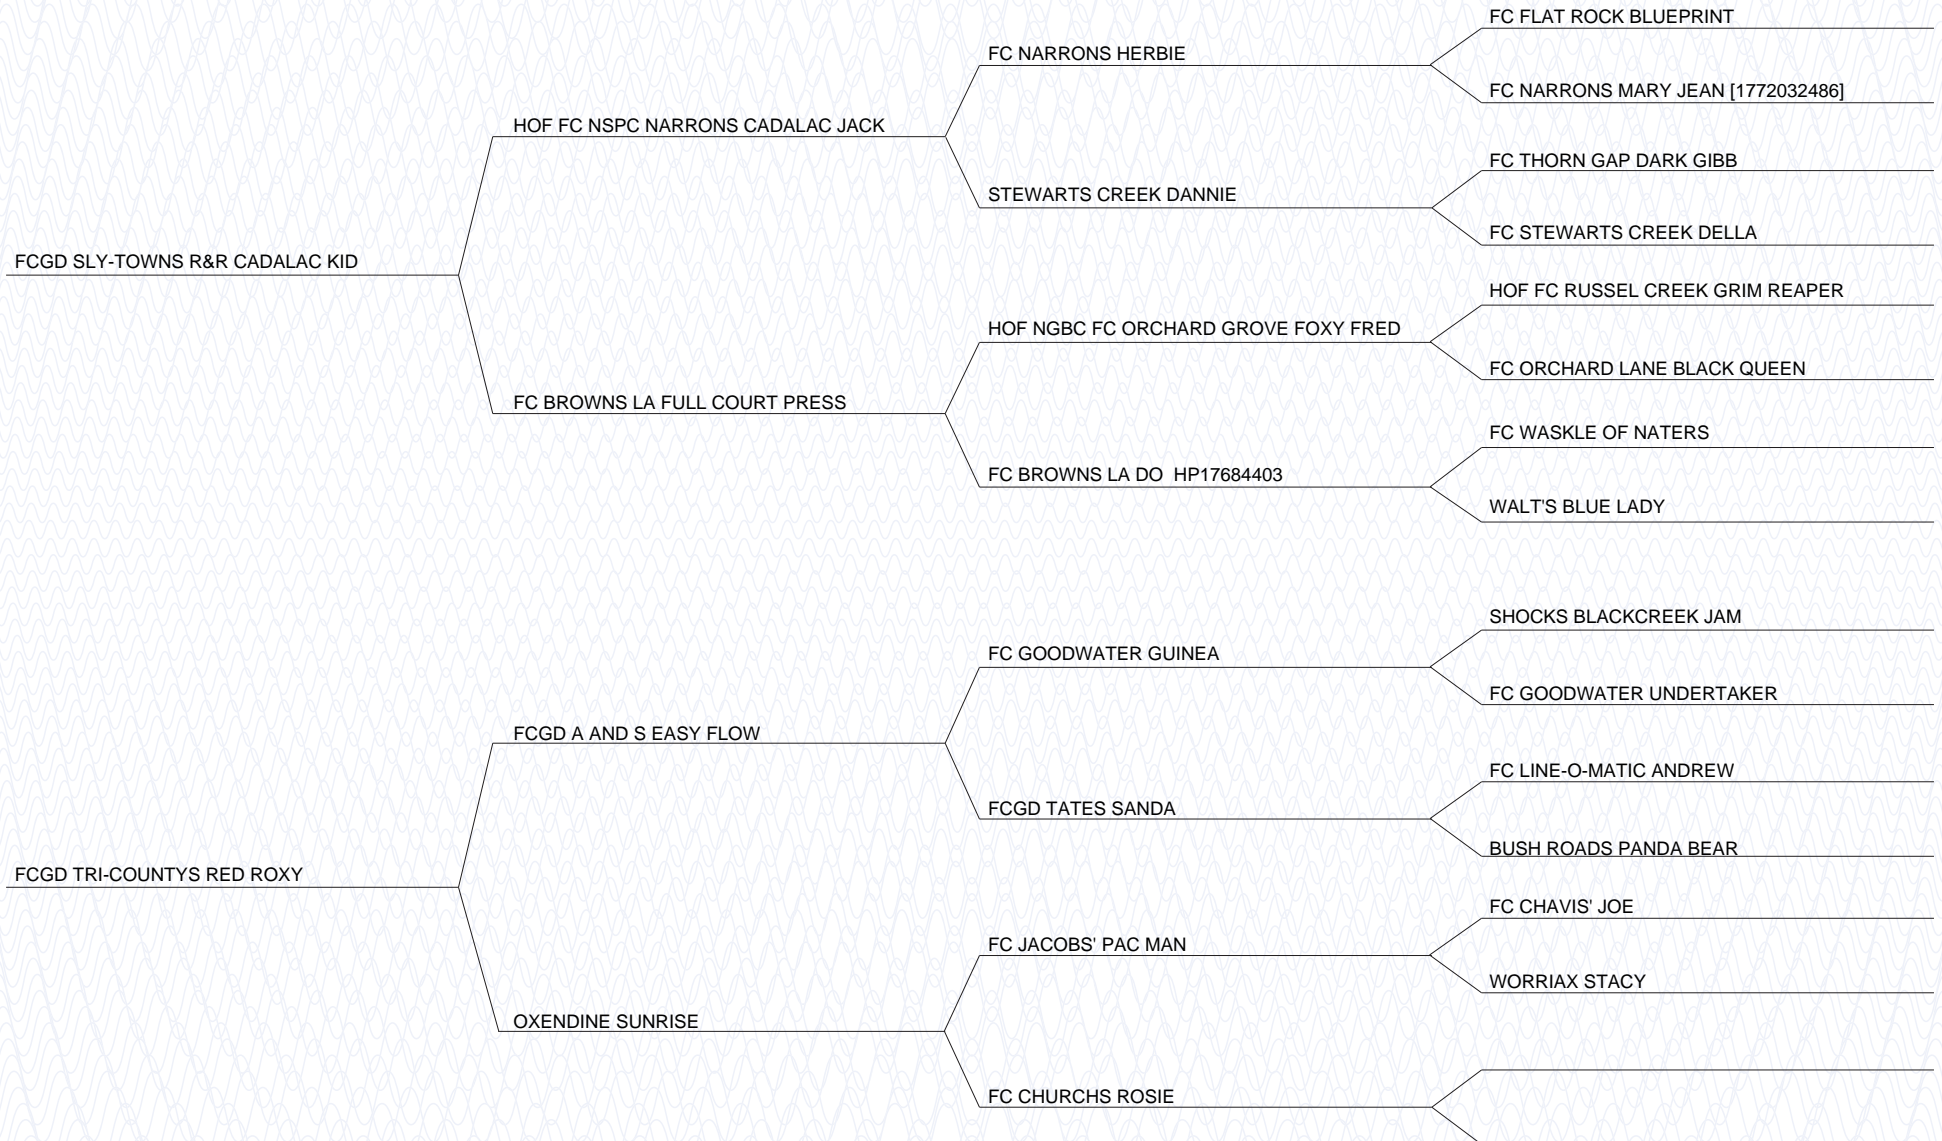 FC FLAT ROCK BLUEPRINT
FC NARRONS HERBIE
FC NARRONS MARY JEAN [1772032486]
HOF FC NSPC NARRONS CADALAC JACK
FC THORN GAP DARK GIBB
STEWARTS CREEK DANNIE
FC STEWARTS CREEK DELLA
FCGD SLY-TOWNS R&R CADALAC KID
HOF FC RUSSEL CREEK GRIM REAPER
HOF NGBC FC ORCHARD GROVE FOXY FRED
FC ORCHARD LANE BLACK QUEEN
FC BROWNS LA FULL COURT PRESS
FC WASKLE OF NATERS
FC BROWNS LA DO  HP17684403
WALT'S BLUE LADY
SHOCKS BLACKCREEK JAM
FC GOODWATER GUINEA
FC GOODWATER UNDERTAKER
FCGD A AND S EASY FLOW
FC LINE-O-MATIC ANDREW
FCGD TATES SANDA
BUSH ROADS PANDA BEAR
FCGD TRI-COUNTYS RED ROXY
FC CHAVIS' JOE
FC JACOBS' PAC MAN
WORRIAX STACY
OXENDINE SUNRISE
FC CHURCHS ROSIE